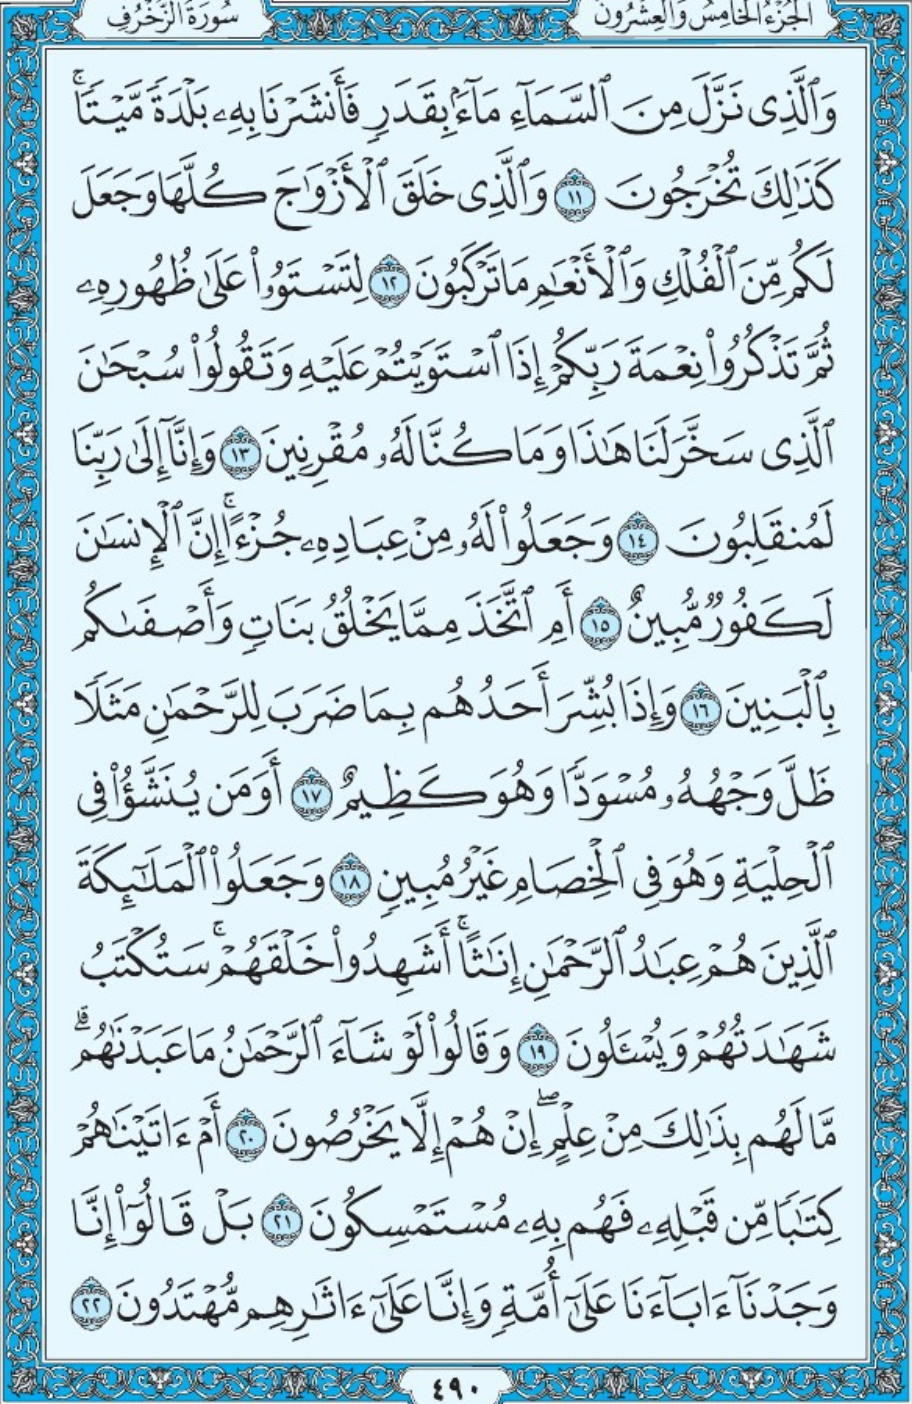 الجُزْءُ الخَامِسُ وَالعِشْرُونَ
سُورَةُ الزُّخْرُفِ
وَٱلَّذِى نَزَّلَ مِنَ ٱلسَّمَآءِ مَآءَۢ بِقَدَرٍ فَأَنشَرْنَا بِهِۦ بَلْدَةً مَّيْتًاۚ
كَذَٰلِكَ تُخْرَجُونَ ١١ وَٱلَّذِى خَلَقَ ٱلْأَزْوَٰجَ كُلَّهَا وَجَعَلَ
لَكُم مِّنَ ٱلْفُلْكِ وَٱلْأَنْعَٰمِ مَا تَرْكَبُونَ ١٢ لِتَسْتَوُۥا۟ عَلَىٰ ظُهُورِهِۦ
ثُمَّ تَذْكُرُوا۟ نِعْمَةَ رَبِّكُمْ إِذَا ٱسْتَوَيْتُمْ عَلَيْهِ وَتَقُولُوا۟ سُبْحَٰنَ
ٱلَّذِى سَخَّرَ لَنَا هَٰذَا وَمَا كُنَّا لَهُۥ مُقْرِنِينَ ١٣ وَإِنَّآ إِلَىٰ رَبِّنَا
لَمُنقَلِبُونَ ١٤ وَجَعَلُوا۟ لَهُۥ مِنْ عِبَادِهِۦ جُزْءًاۚ إِنَّ ٱلْإِنسَٰنَ
لَكَفُورٌ مُّبِينٌ ١٥ أَمِ ٱتَّخَذَ مِمَّا يَخْلُقُ بَنَاتٍ وَأَصْفَىٰكُم
بِٱلْبَنِينَ ١٦ وَإِذَا بُشِّرَ أَحَدُهُم بِمَا ضَرَبَ لِلرَّحْمَٰنِ مَثَلًا
ظَلَّ وَجْهُهُۥ مُسْوَدًّا وَهُوَ كَظِيمٌ ١٧ أَوَمَن يُنَشَّؤُا۟ فِى
ٱلْحِلْيَةِ وَهُوَ فِى ٱلْخِصَامِ غَيْرُ مُبِينٍ ١٨ وَجَعَلُوا۟ ٱلْمَلَٰٓئِكَةَ
ٱلَّذِينَ هُمْ عِبَٰدُ ٱلرَّحْمَٰنِ إِنَٰثًاۚ أَشَهِدُوا۟ خَلْقَهُمْۚ سَتُكْتَبُ
شَهَٰدَتُهُمْ وَيُسْـَٔلُونَ ١٩ وَقَالُوا۟ لَوْ شَآءَ ٱلرَّحْمَٰنُ مَا عَبَدْنَٰهُمۗ
مَّا لَهُم بِذَٰلِكَ مِنْ عِلْمٍۖ إِنْ هُمْ إِلَّا يَخْرُصُونَ ٢٠ أَمْ ءَاتَيْنَٰهُمْ
كِتَٰبًا مِّن قَبْلِهِۦ فَهُم بِهِۦ مُسْتَمْسِكُونَ ٢١ بَلْ قَالُوٓا۟ إِنَّا
وَجَدْنَآ ءَابَآءَنَا عَلَىٰٓ أُمَّةٍ وَإِنَّا عَلَىٰٓ ءَاثَٰرِهِم مُّهْتَدُونَ ٢٢
٤٩٠